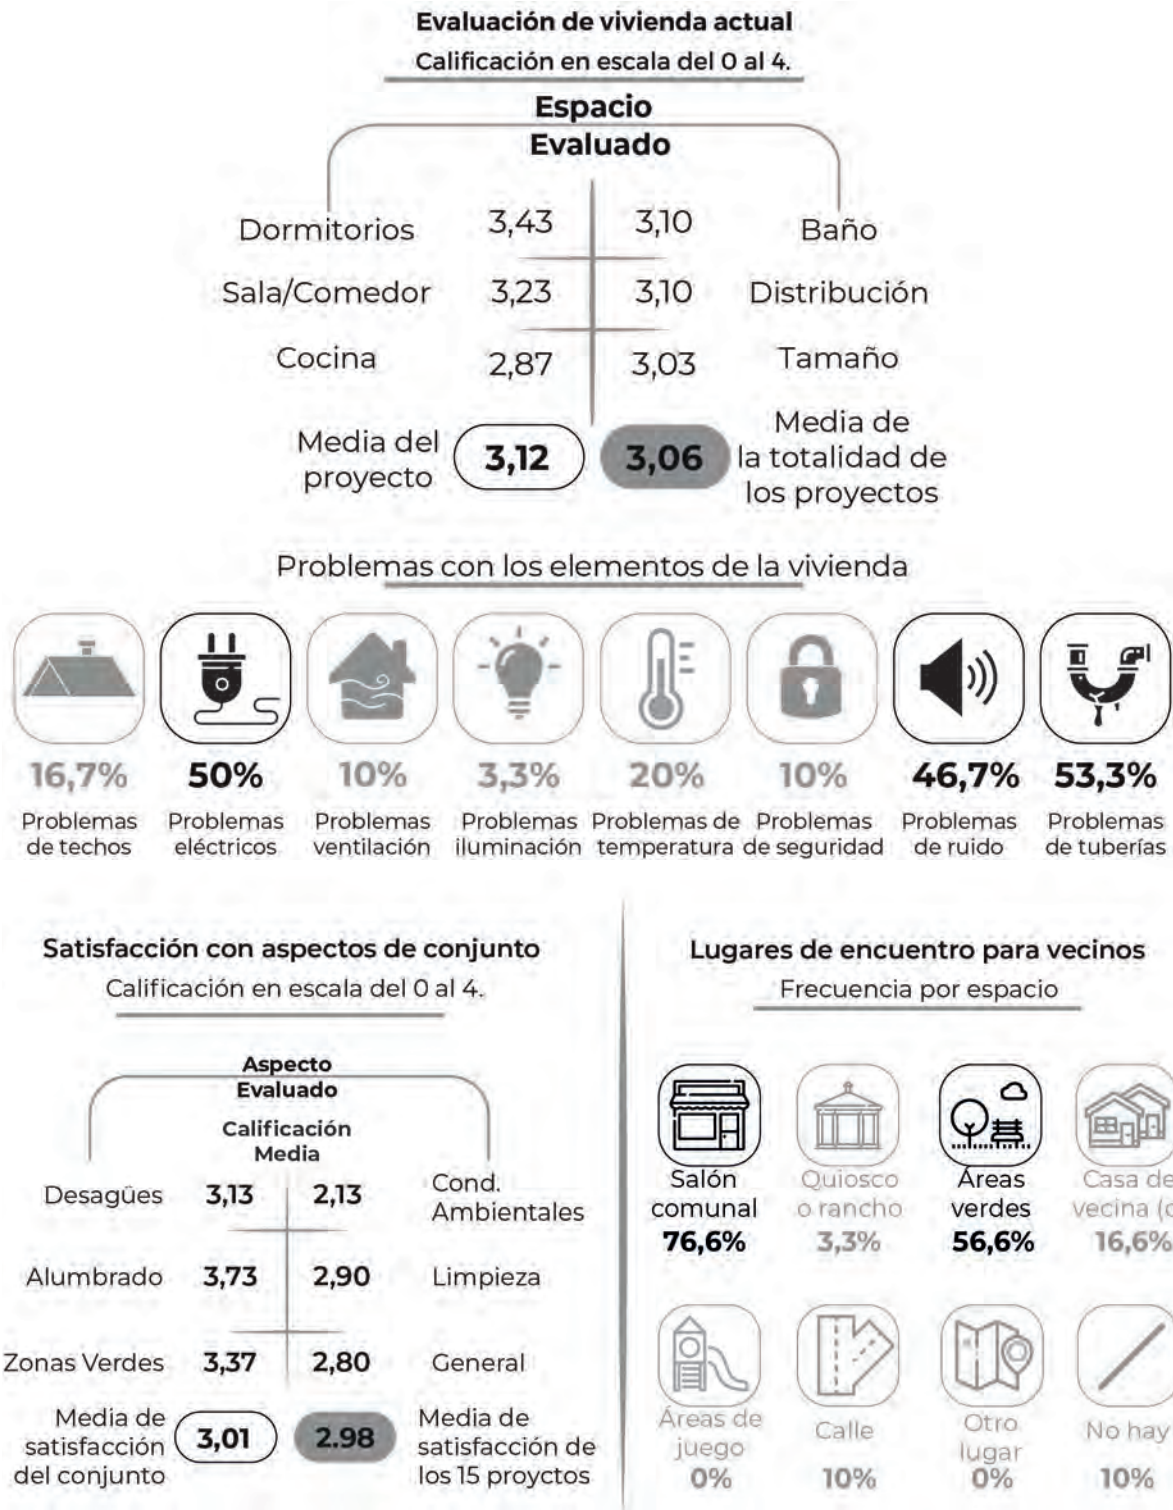 Evaluación de vivienda actual
Calificación en escala del 0 al 4.
Espacio
Evaluado
Dormitorios 3,43 3,10 Baño
Sala/Comedor 3,23 3,10 Distribución
Cocina 2,87 3,03 Tamaño
Media del
proyecto
3,12 3,06
Media de
la totalidad de
los proyectos
Problemas con los elementos de la vivienda
16,7% 50% 10% 3,3% 20% 10% 46,7% 53,3%
Problemas Problemas Problemas Problemas Problemas de Problemas Problemas Problemas
de techos eléctricos ventilación iluminación temperatura de seguridad de ruido de tuberías
Satisfacción con aspectos de conjunto
Calificación en escala del 0 al 4.
Aspecto
Evaluado
Calificación
Media
Desagües 3,13 2,13 Cond.
Ambientales
Alumbrado 3,73 2,90 Limpieza
Zonas Verdes 3,37 2,80 General
Media de
satisfacción
del conjunto
3,01 2.98
Media de
satisfacción de
los 15 proyctos
Lugares de encuentro para vecinos
Frecuencia por espacio
Salón Quiosco Áreas Casa de
comunal o rancho verdes vecina (
76,6% 3,3% 56,6% 16,6%
Áreas de
juego
0%
Calle
10%
Otro
lugar
0%
No hay
10%